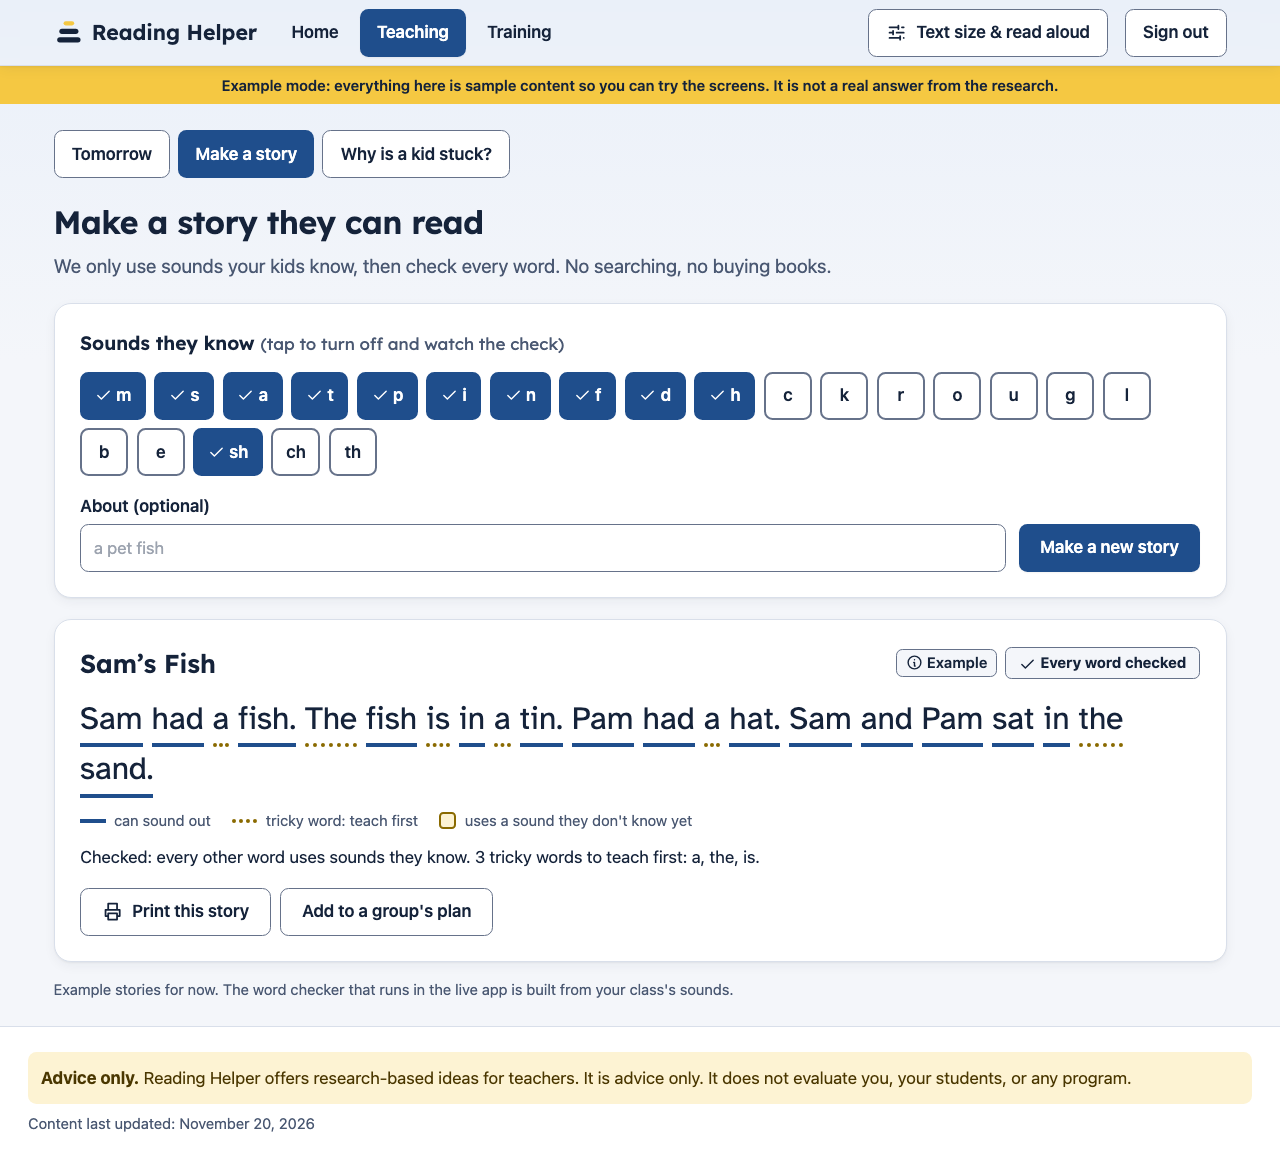 Reading Helper Home Teaching Training Text size & read aloud Sign out
Example mode: everything here is sample content so you can try the screens. It is not a real answer from the research.
Tomorrow Make a story Why is a kid stuck?
Make a story they can read
We only use sounds your kids know, then check every word. No searching, no buying books.
Sounds they know (tap to turn off and watch the check)
m s a t p i n f d h c k r o u g l
b e sh ch th
About (optional)
a pet fish Make a new story
Sam’s Fish Example Every word checked
Sam had a fish. The fish is in a tin. Pam had a hat. Sam and Pam sat in the
sand.
can sound out tricky word: teach first uses a sound they don't know yet
Checked: every other word uses sounds they know. 3 tricky words to teach first: a, the, is.
Print this story Add to a group's plan
Example stories for now. The word checker that runs in the live app is built from your class's sounds.
Advice only. Reading Helper offers research-based ideas for teachers. It is advice only. It does not evaluate you, your students, or any program.
Content last updated: November 20, 2026